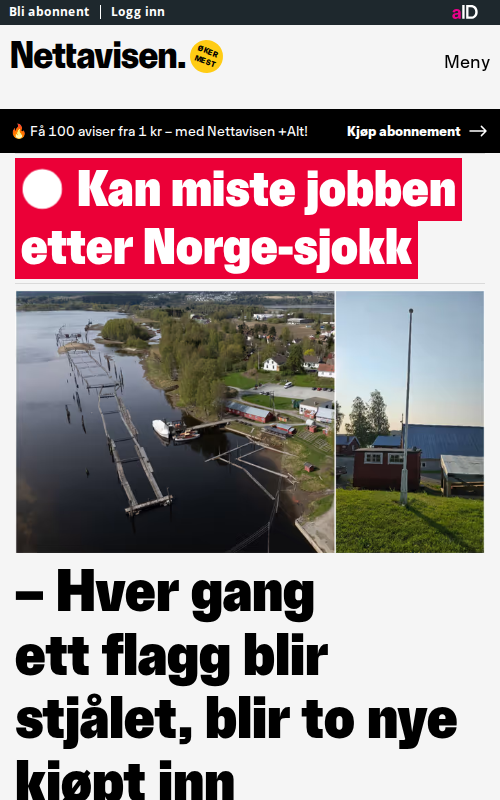 Bli abonnent | Logg inn
aID
Nettavisen.
ØKER
MEST
Meny
🔥 Få 100 aviser fra 1 kr – med Nettavisen +Alt!
Kjøp abonnement →
Kan miste jobben
etter Norge-sjokk
– Hver gang
ett flagg blir
stjålet, blir to nye
kjøpt inn